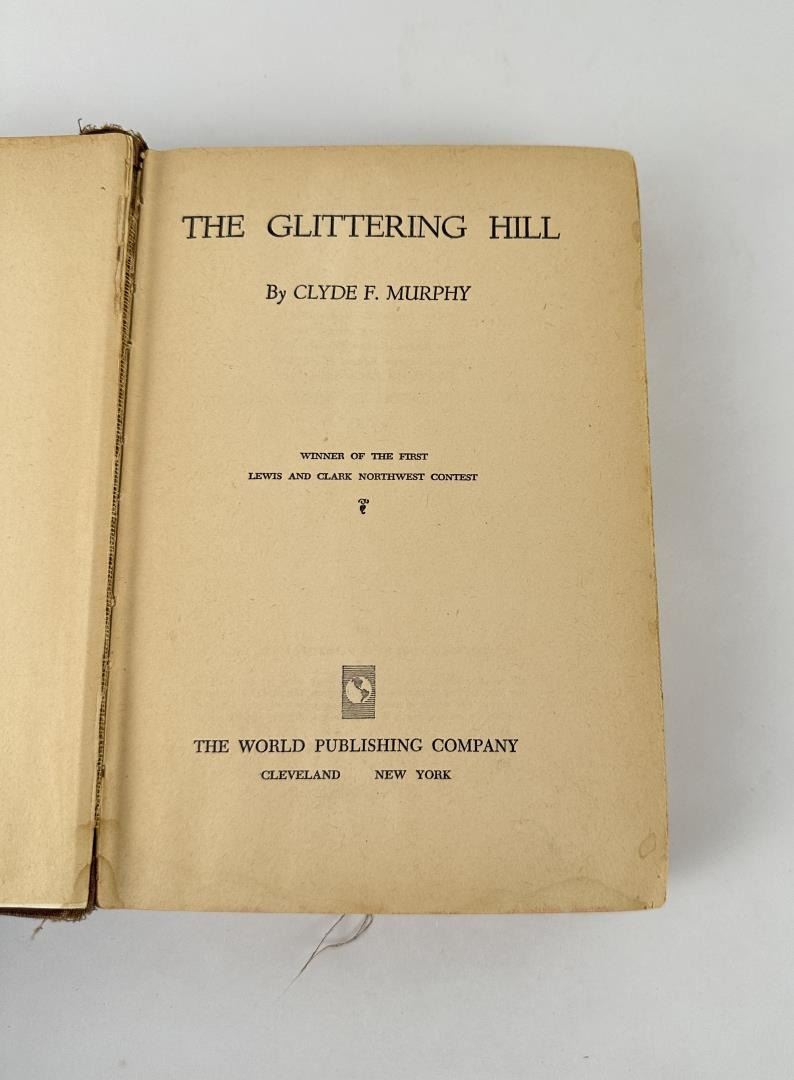 THE GLITTERING HILL
By CLYDE F. MURPHY
WINNER OF THE FIRST
LEWIS AND CLARK NORTHWEST CONTEST
THE WORLD PUBLISHING COMPANY
CLEVELAND NEW YORK